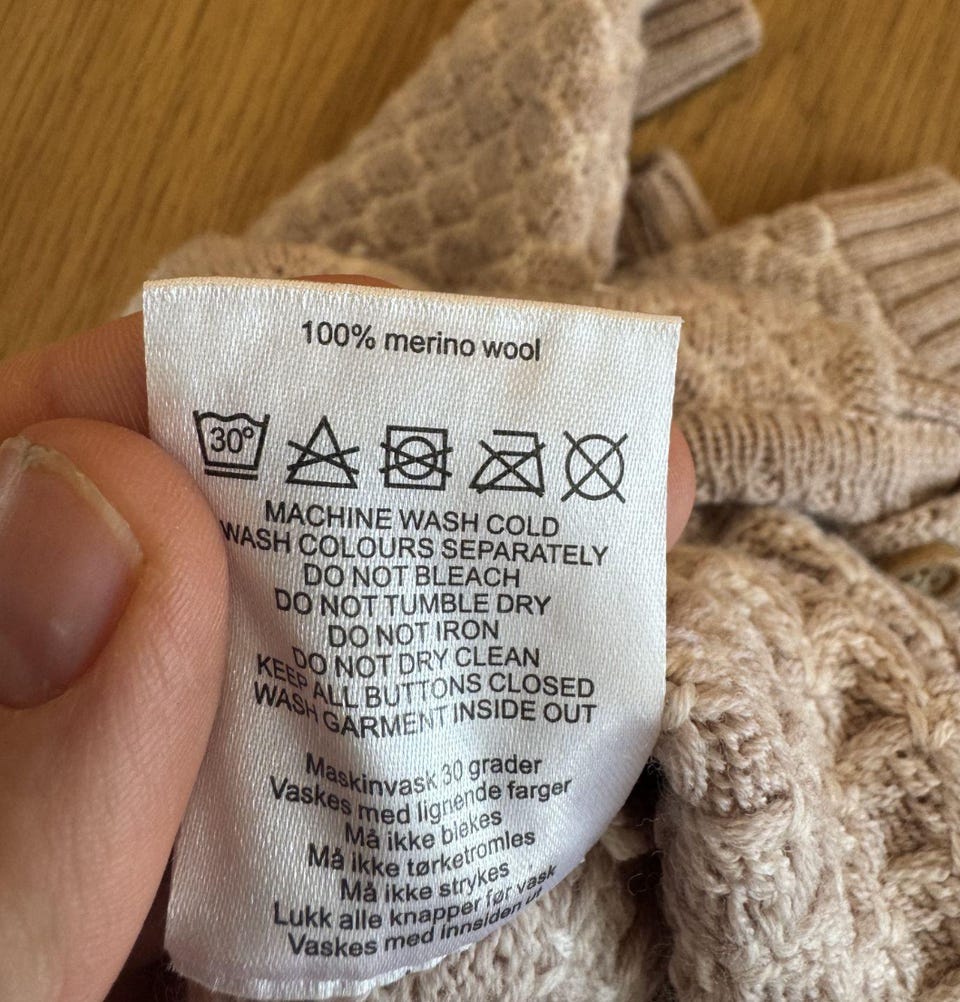 100% merino wool
30°
MACHINE WASH COLD
WASH COLOURS SEPARATELY
DO NOT BLEACH
DO NOT TUMBLE DRY
DO NOT IRON
DO NOT DRY CLEAN
KEEP ALL BUTTONS CLOSED
WASH GARMENT INSIDE OUT
Maskinvask 30 grader
Vaskes med lignende farger
Må ikke blekes
Må ikke tørketromles
Må ikke strykes
Lukk alle knapper før vask
Vaskes med innsiden ut